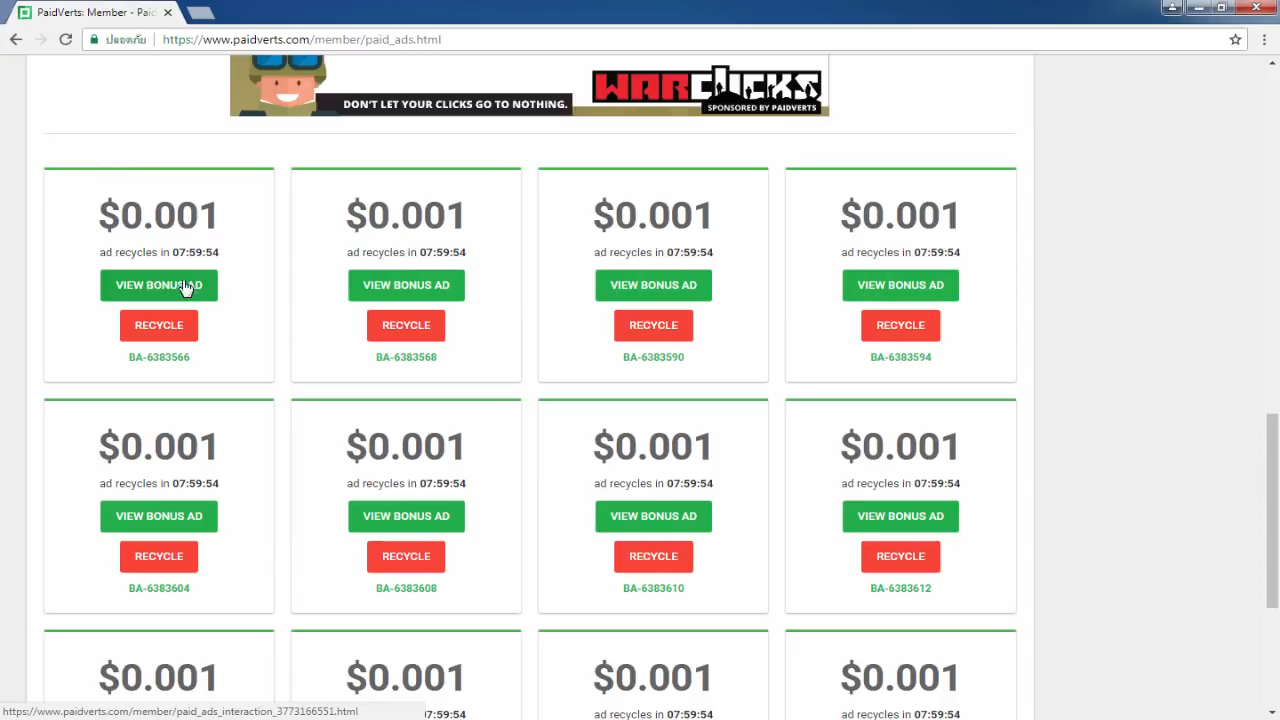 PaidVerts: Member - Paid
ปลอดภัย https://www.paidverts.com/member/paid_ads.html
DON'T LET YOUR CLICKS GO TO NOTHING.
WARCLICKS
SPONSORED BY PAIDVERTS
$0.001 $0.001 $0.001 $0.001
ad recycles in 07:59:54 ad recycles in 07:59:54 ad recycles in 07:59:54 ad recycles in 07:59:54
VIEW BONUS AD VIEW BONUS AD VIEW BONUS AD VIEW BONUS AD
RECYCLE RECYCLE RECYCLE RECYCLE
BA-6383566 BA-6383568 BA-6383590 BA-6383594
$0.001 $0.001 $0.001 $0.001
ad recycles in 07:59:54 ad recycles in 07:59:54 ad recycles in 07:59:54 ad recycles in 07:59:54
VIEW BONUS AD VIEW BONUS AD VIEW BONUS AD VIEW BONUS AD
RECYCLE RECYCLE RECYCLE RECYCLE
BA-6383604 BA-6383608 BA-6383610 BA-6383612
$0.001 $0.001 $0.001 $0.001
:7:59:54 ad recycles in 07:59:54 ad recycles in 07:59:54
https://www.paidverts.com/member/paid_ads_interaction_3773166551.html